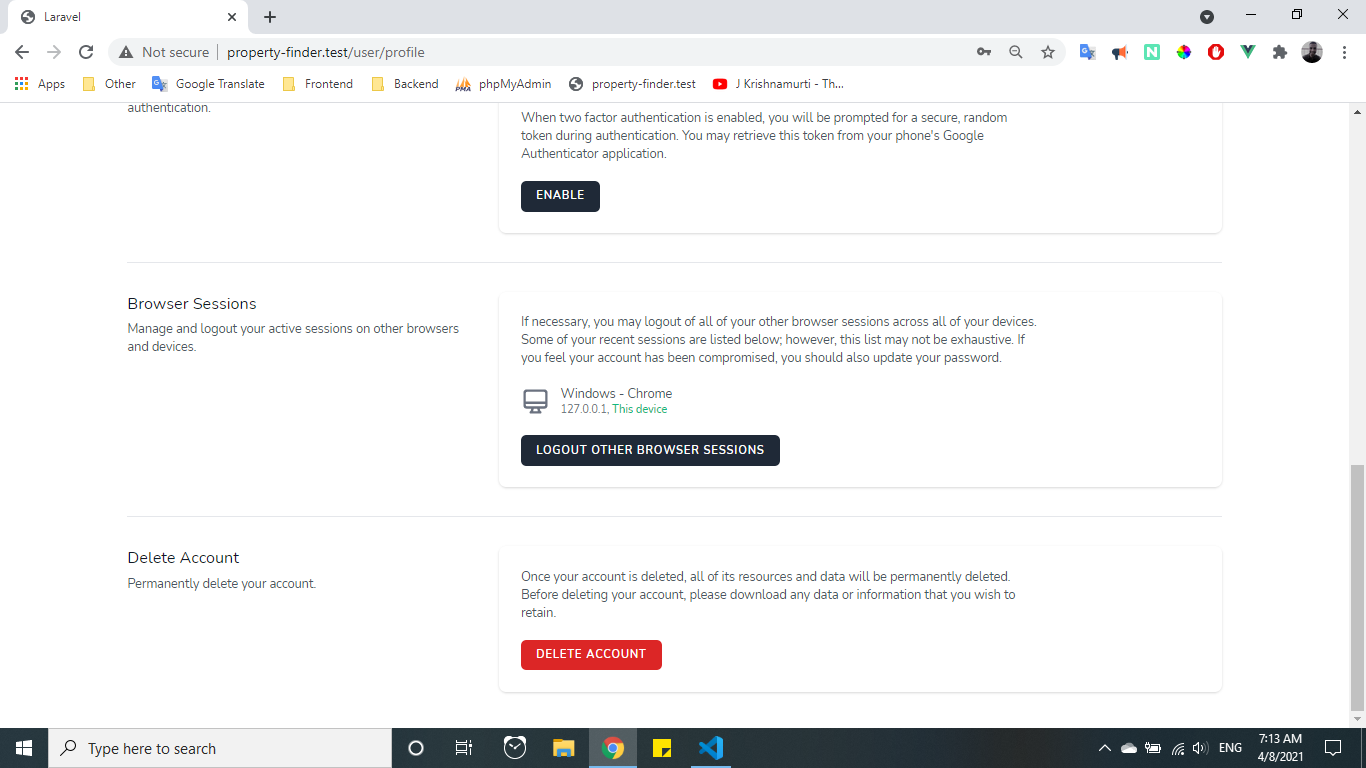 Laravel
Not secure
property-finder.test/user/profile
Apps
Other
Google Translate
Frontend
Backend
phpMyAdmin
property-finder.test
J Krishnamurti - Th...
authentication.
When two factor authentication is enabled, you will be prompted for a secure, random
token during authentication. You may retrieve this token from your phone's Google
Authenticator application.
ENABLE
Browser Sessions
Manage and logout your active sessions on other browsers
and devices.
If necessary, you may logout of all of your other browser sessions across all of your devices.
Some of your recent sessions are listed below; however, this list may not be exhaustive. If
you feel your account has been compromised, you should also update your password.
Windows - Chrome
127.0.0.1, This device
LOGOUT OTHER BROWSER SESSIONS
Delete Account
Permanently delete your account.
Once your account is deleted, all of its resources and data will be permanently deleted.
Before deleting your account, please download any data or information that you wish to
retain.
DELETE ACCOUNT
Type here to search
ENG
7:13 AM
4/8/2021